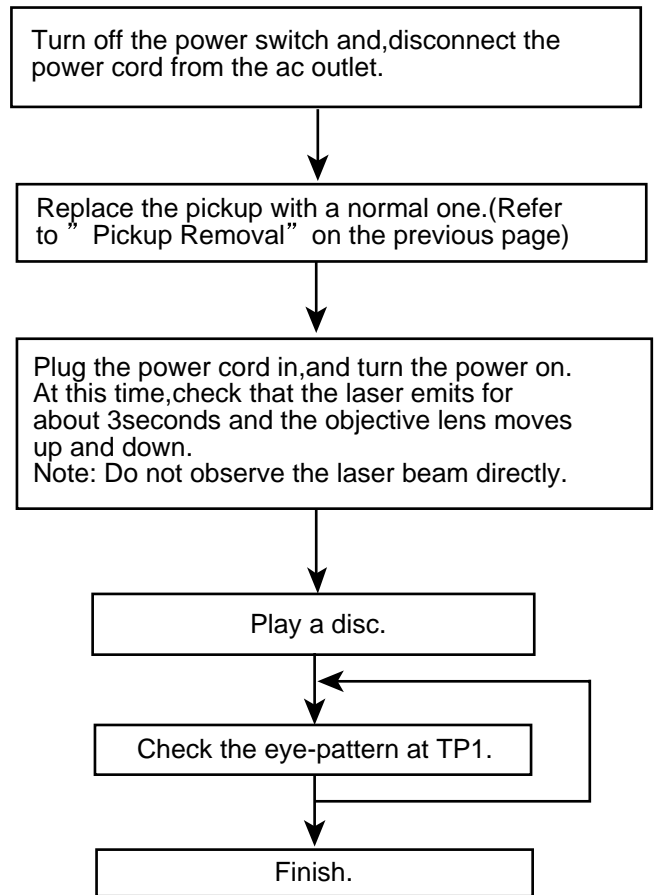 Turn off the power switch and,disconnect the
power cord from the ac outlet.
Replace the pickup with a normal one.(Refer
to ” Pickup Removal” on the previous page)
Plug the power cord in,and turn the power on.
At this time,check that the laser emits for
about 3seconds and the objective lens moves
up and down.
Note: Do not observe the laser beam directly.
Play a disc.
Check the eye-pattern at TP1.
Finish.